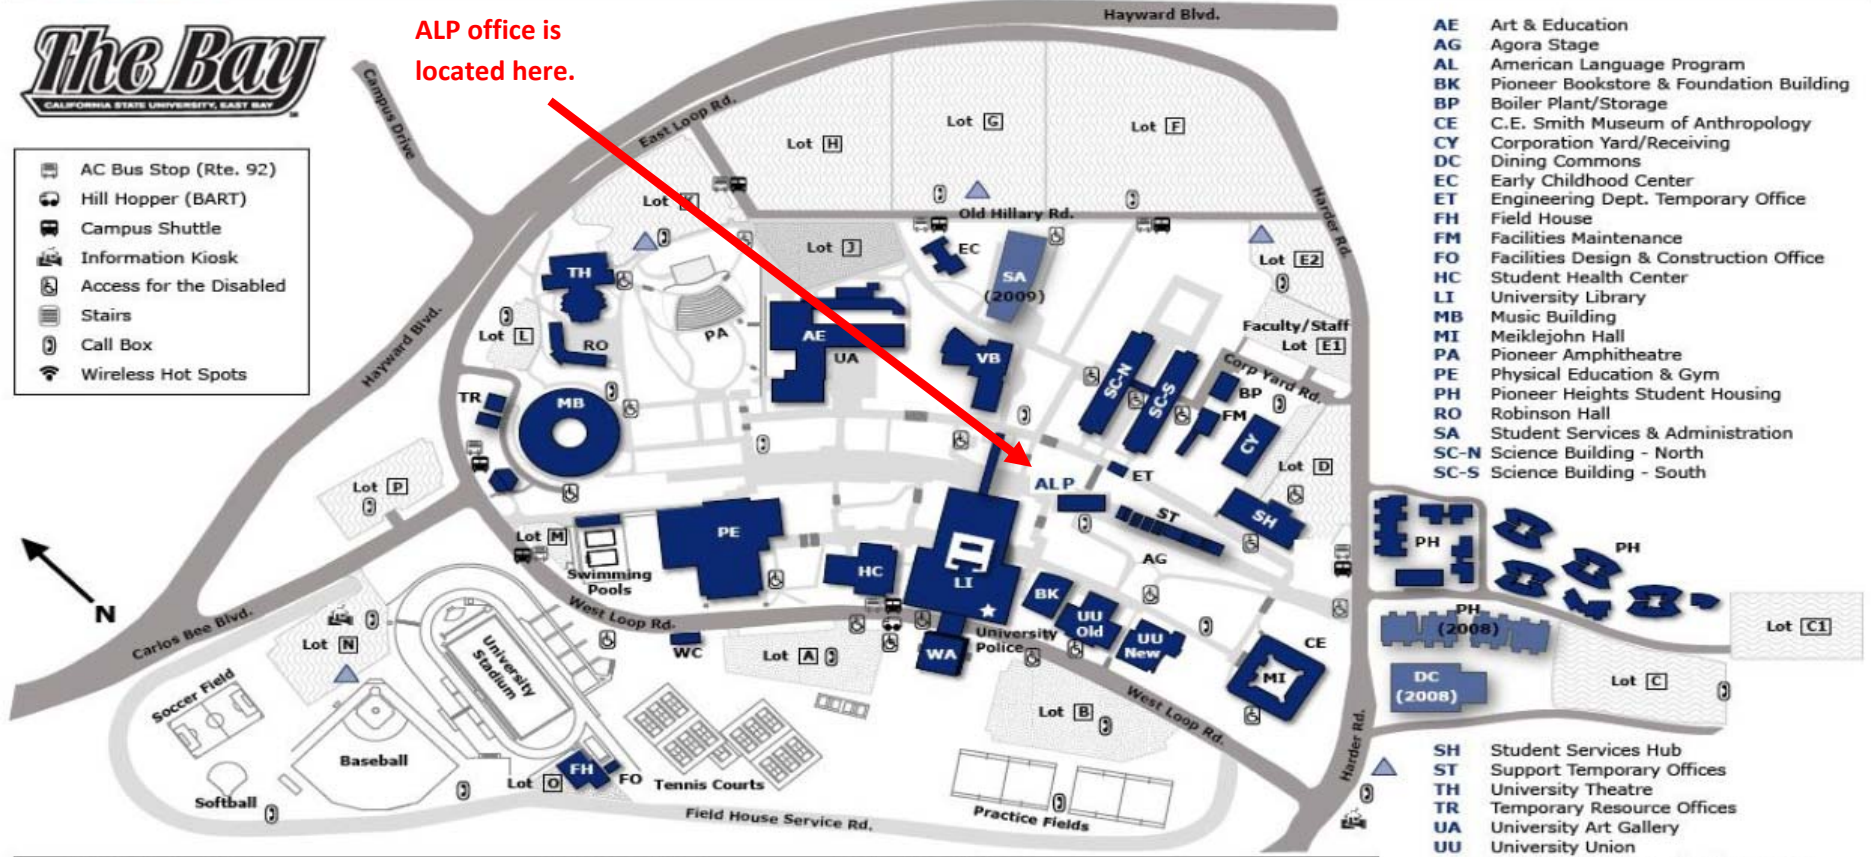 The Bay
CALIFORNIA STATE UNIVERSITY, EAST BAY
SM
ALP office is
located here.
AC Bus Stop (Rte. 92)
Hill Hopper (BART)
Campus Shuttle
Information Kiosk
Access for the Disabled
Stairs
Call Box
Wireless Hot Spots
Hayward Blvd.
Campus Drive
East Loop Rd.
Lot H
Lot G
Lot F
Lot K
Old Hillary Rd.
Harder Rd.
Lot J
EC
SA
(2009)
Lot E2
TH
PA
Lot L
RO
AE
UA
VB
SC-N
SC-S
Faculty/Staff
Lot E1
Corp Yard Rd.
BP
FM
CY
Hayward Blvd.
TR
MB
Lot D
Lot P
ALP
ET
ST
SH
AG
Lot M
Swimming
Pools
PE
HC
LI
BK
UU
Old
UU
New
University
Police
WA
West Loop Rd.
WC
Lot A
CE
MI
PH
PH
PH
(2008)
DC
(2008)
Lot C1
Lot C
N
Carlos Bee Blvd.
Lot N
University
Stadium
Soccer Field
Baseball
Softball
Lot O
FH
FO
Tennis Courts
Lot B
West Loop Rd.
Harder Rd.
Practice Fields
Field House Service Rd.
AE Art & Education
AG Agora Stage
AL American Language Program
BK Pioneer Bookstore & Foundation Building
BP Boiler Plant/Storage
CE C.E. Smith Museum of Anthropology
CY Corporation Yard/Receiving
DC Dining Commons
EC Early Childhood Center
ET Engineering Dept. Temporary Office
FH Field House
FM Facilities Maintenance
FO Facilities Design & Construction Office
HC Student Health Center
LI University Library
MB Music Building
MI Meiklejohn Hall
PA Pioneer Amphitheatre
PE Physical Education & Gym
PH Pioneer Heights Student Housing
RO Robinson Hall
SA Student Services & Administration
SC-N Science Building - North
SC-S Science Building - South
SH Student Services Hub
ST Support Temporary Offices
TH University Theatre
TR Temporary Resource Offices
UA University Art Gallery
UU University Union